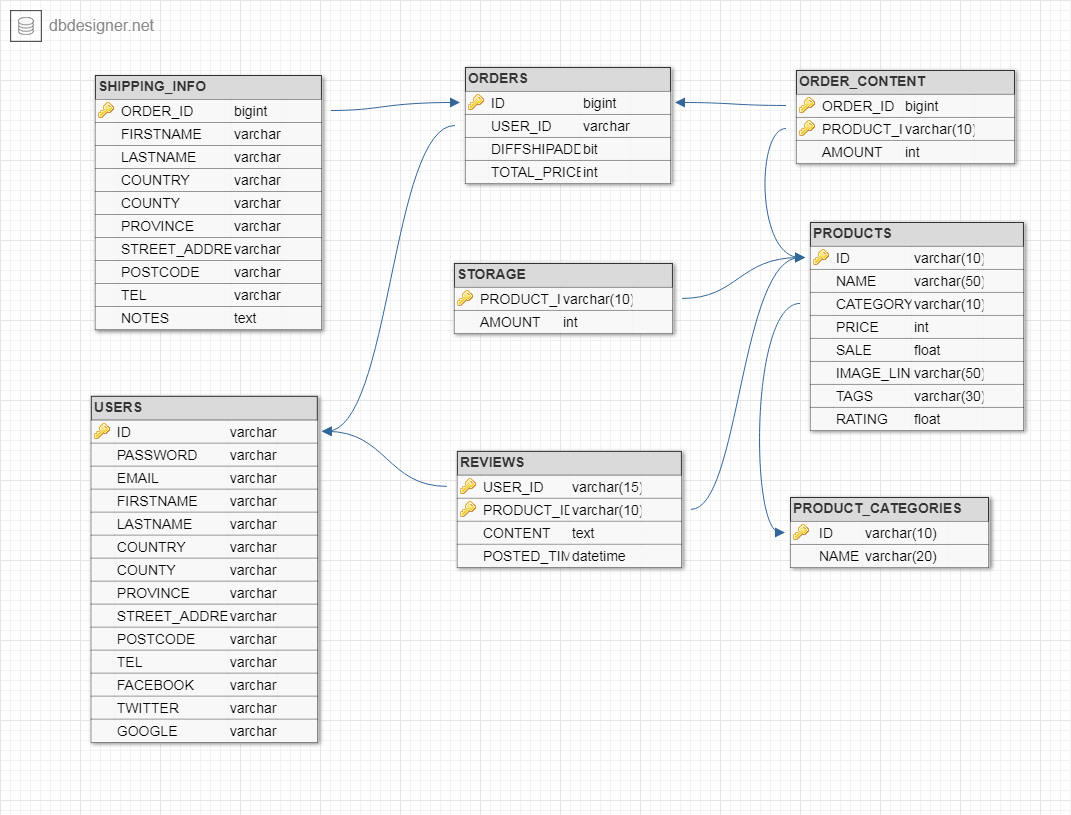 dbdesigner.net
SHIPPING_INFO
ORDER_ID bigint
FIRSTNAME varchar
LASTNAME varchar
COUNTRY varchar
COUNTY varchar
PROVINCE varchar
STREET_ADDRE varchar
POSTCODE varchar
TEL varchar
NOTES text
ORDERS
ID bigint
USER_ID varchar
DIFFSHIPADD bit
TOTAL_PRICE int
ORDER_CONTENT
ORDER_ID bigint
PRODUCT_I varchar(10)
AMOUNT int
STORAGE
PRODUCT_I varchar(10)
AMOUNT int
PRODUCTS
ID varchar(10)
NAME varchar(50)
CATEGORY varchar(10)
PRICE int
SALE float
IMAGE_LIN varchar(50)
TAGS varchar(30)
RATING float
USERS
ID varchar
PASSWORD varchar
EMAIL varchar
FIRSTNAME varchar
LASTNAME varchar
COUNTRY varchar
COUNTY varchar
PROVINCE varchar
STREET_ADDRE varchar
POSTCODE varchar
TEL varchar
FACEBOOK varchar
TWITTER varchar
GOOGLE varchar
REVIEWS
USER_ID varchar(15)
PRODUCT_ID varchar(10)
CONTENT text
POSTED_TIM datetime
PRODUCT_CATEGORIES
ID varchar(10)
NAME varchar(20)